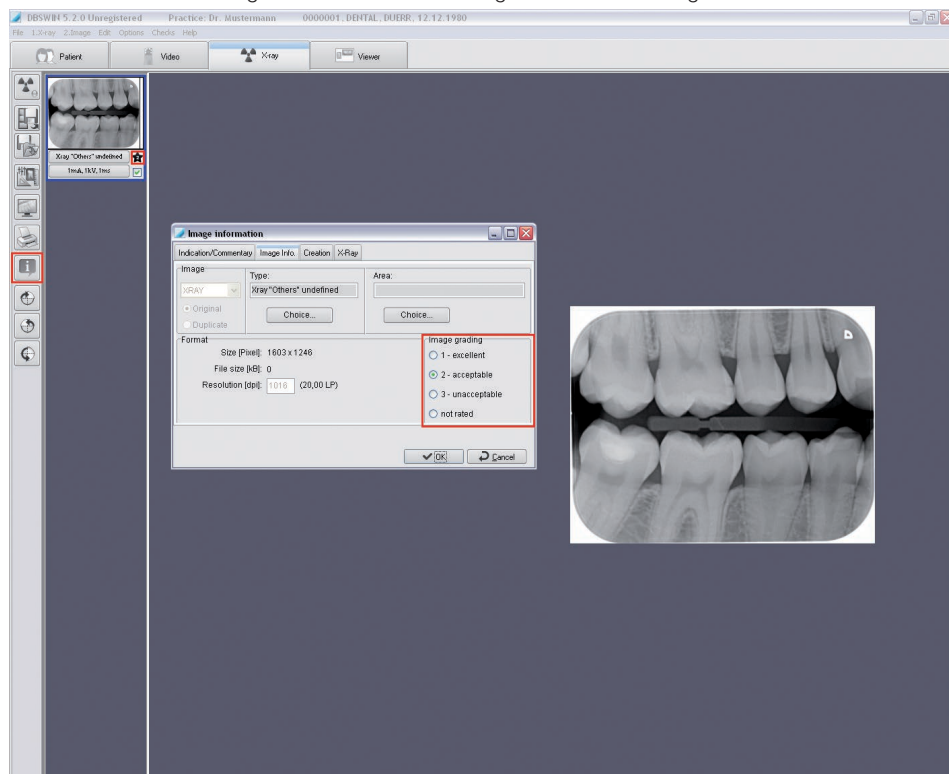 DBSWIN 5.2.0 Unregistered Practice: Dr. Mustermann 0000001, DENTAL, DUERR, 12.12.1980
File 1.X-ray 2.Image Edit Options Checks Help
Patient Video X-ray Viewer
Xray "Others" undefined
1mA, 1kV, 1ms
Image information
Indication/Commentary Image Info. Creation X-Ray
Image
Type:
Area:
XRAY
Xray "Others" undefined
Original
Duplicate
Choice...
Choice...
Format
Size [Pixel]: 1603 x 1246
File size [kB]: 0
Resolution [dpi]: 1016 (20,00 LP)
Image grading
1 - excellent
2 - acceptable
3 - unacceptable
not rated
OK
Cancel